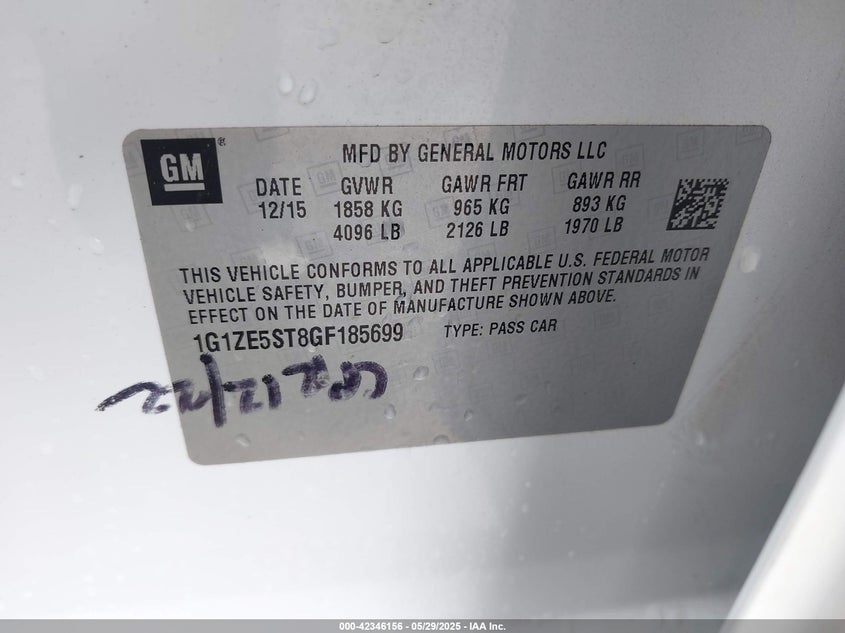 GM ®
MFD BY GENERAL MOTORS LLC
DATE GVWR GAWR FRT GAWR RR
12/15 1858 KG 965 KG 893 KG
4096 LB 2126 LB 1970 LB
THIS VEHICLE CONFORMS TO ALL APPLICABLE U.S. FEDERAL MOTOR
VEHICLE SAFETY, BUMPER, AND THEFT PREVENTION STANDARDS IN
EFFECT ON THE DATE OF MANUFACTURE SHOWN ABOVE.
1G1ZE5ST8GF185699 TYPE: PASS CAR
000-42346156 - 05/29/2025 - IAA Inc.